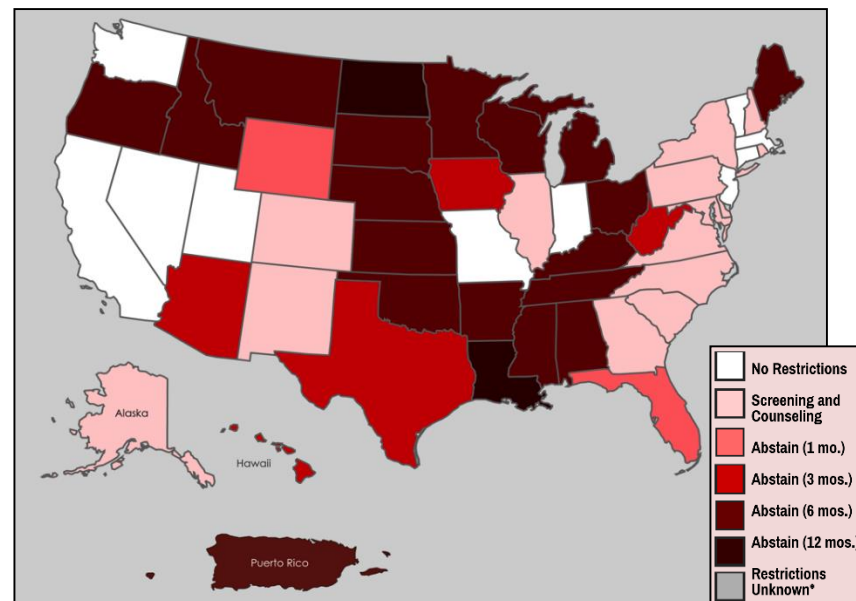 Alaska
Hawaii
Puerto Rico
No Restrictions
Screening and
Counseling
Abstain (1 mo.)
Abstain (3 mos.)
Abstain (6 mos.)
Abstain (12 mos.)
Restrictions
Unknown*